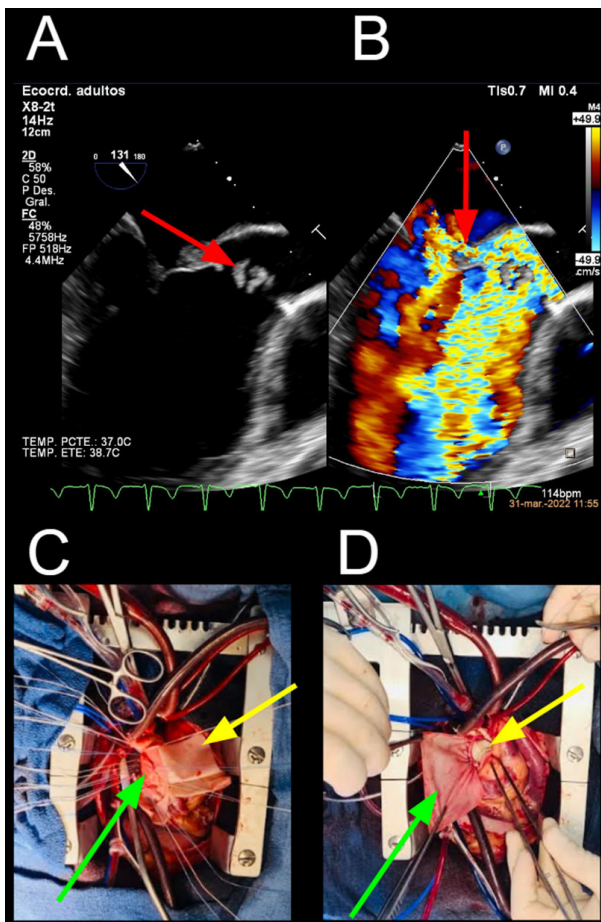 A
B
Ecocrd. adultos
TIs0.7 MI 0.4
X8-2t
14Hz
12cm
M4
+49.9
0 131 180
P
2D
58%
C 50
P Des.
Gral.
FC
48%
5758Hz
FP 518Hz
4.4MHz
-49.9
cm/s
TEMP. PCTE.: 37.0C
TEMP. ETE: 38.7C
114bpm
31-mar.-2022 11:55
C
D